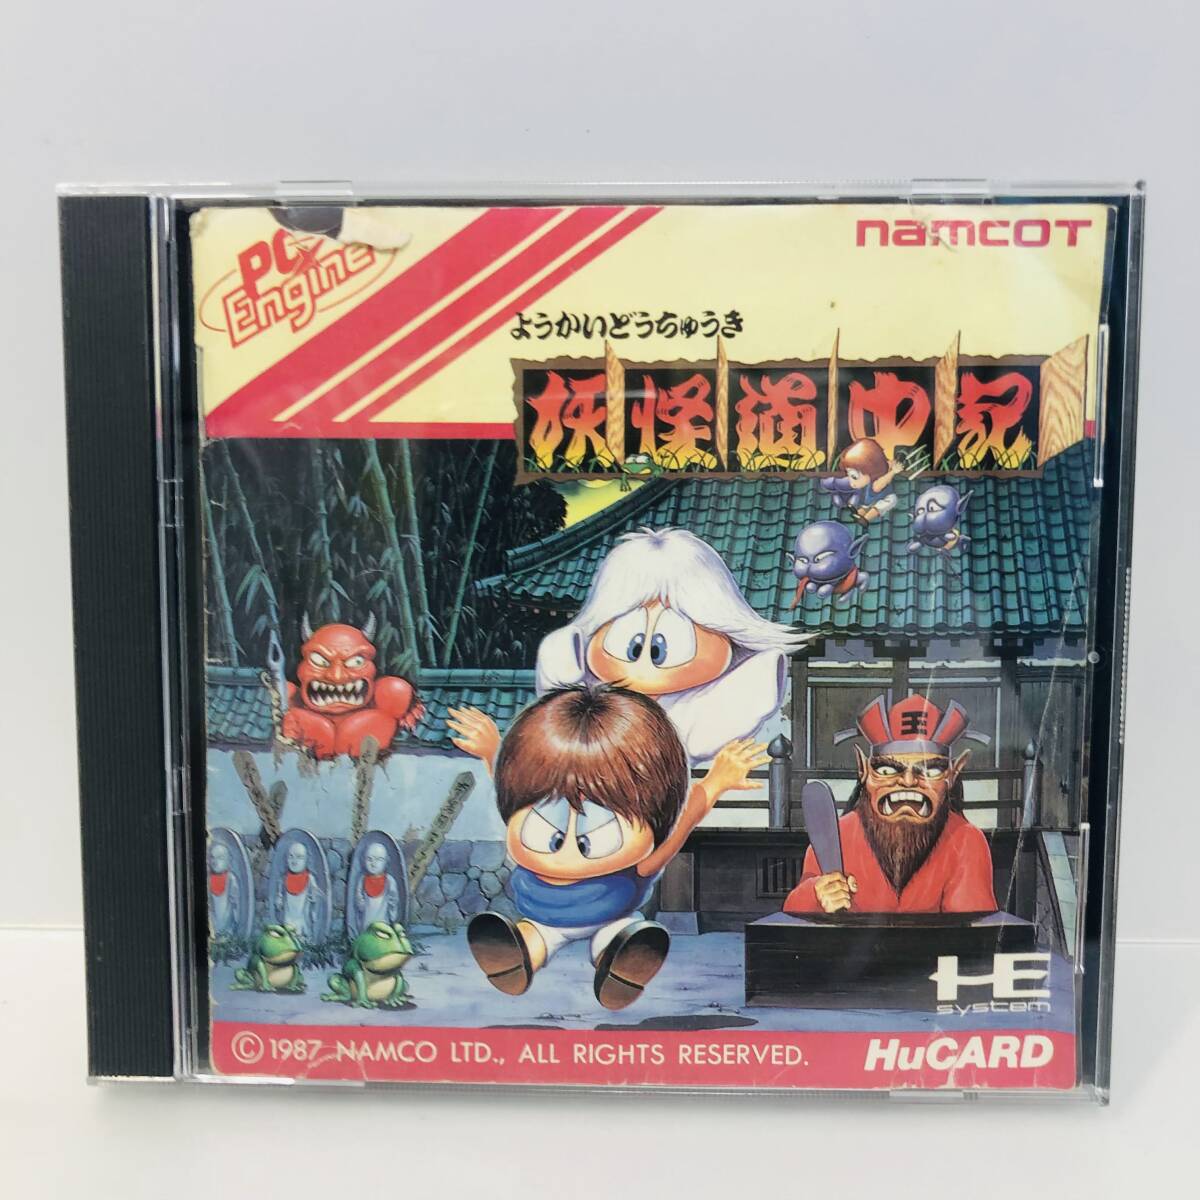 PC Engine
namcot
ようかいどうちゅうき
妖怪道中記
王
HE
system
© 1987 NAMCO LTD., ALL RIGHTS RESERVED.
HuCARD